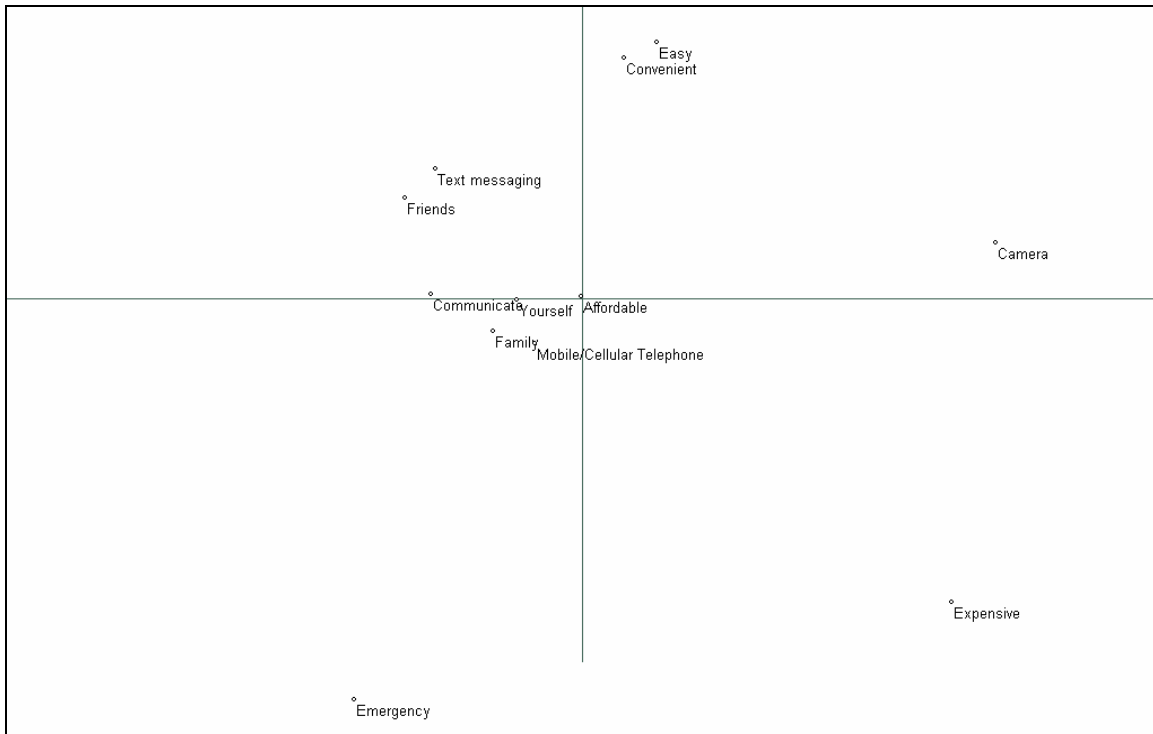 Easy
Convenient
Text messaging
Friends
Camera
Communicate
Yourself
Affordable
Family
Mobile/Cellular Telephone
Expensive
Emergency